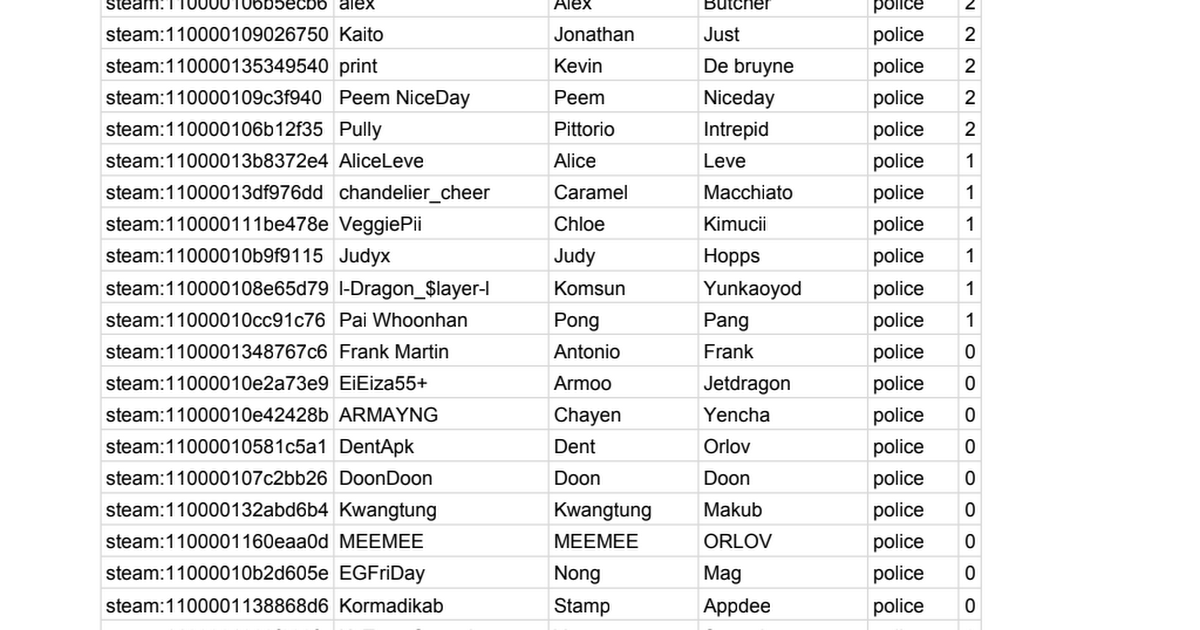 steam:110000106b5ecb6 alex Alex Butcher police 2
steam:110000109026750 Kaito Jonathan Just police 2
steam:110000135349540 print Kevin De bruyne police 2
steam:110000109c3f940 Peem NiceDay Peem Niceday police 2
steam:110000106b12f35 Pully Pittorio Intrepid police 2
steam:11000013b8372e4 AliceLeve Alice Leve police 1
steam:11000013df976dd chandelier_cheer Caramel Macchiato police 1
steam:110000111be478e VeggiePii Chloe Kimucii police 1
steam:11000010b9f9115 Judyx Judy Hopps police 1
steam:110000108e65d79 l-Dragon_$layer-l Komsun Yunkaoyod police 1
steam:11000010cc91c76 Pai Whoonhan Pong Pang police 1
steam:1100001348767c6 Frank Martin Antonio Frank police 0
steam:11000010e2a73e9 EiEiza55+ Armoo Jetdragon police 0
steam:11000010e42428b ARMAYNG Chayen Yencha police 0
steam:11000010581c5a1 DentApk Dent Orlov police 0
steam:110000107c2bb26 DoonDoon Doon Doon police 0
steam:110000132abd6b4 Kwangtung Kwangtung Makub police 0
steam:1100001160eaa0d MEEMEE MEEMEE ORLOV police 0
steam:11000010b2d605e EGFriDay Nong Mag police 0
steam:1100001138868d6 Kormadikab Stamp Appdee police 0